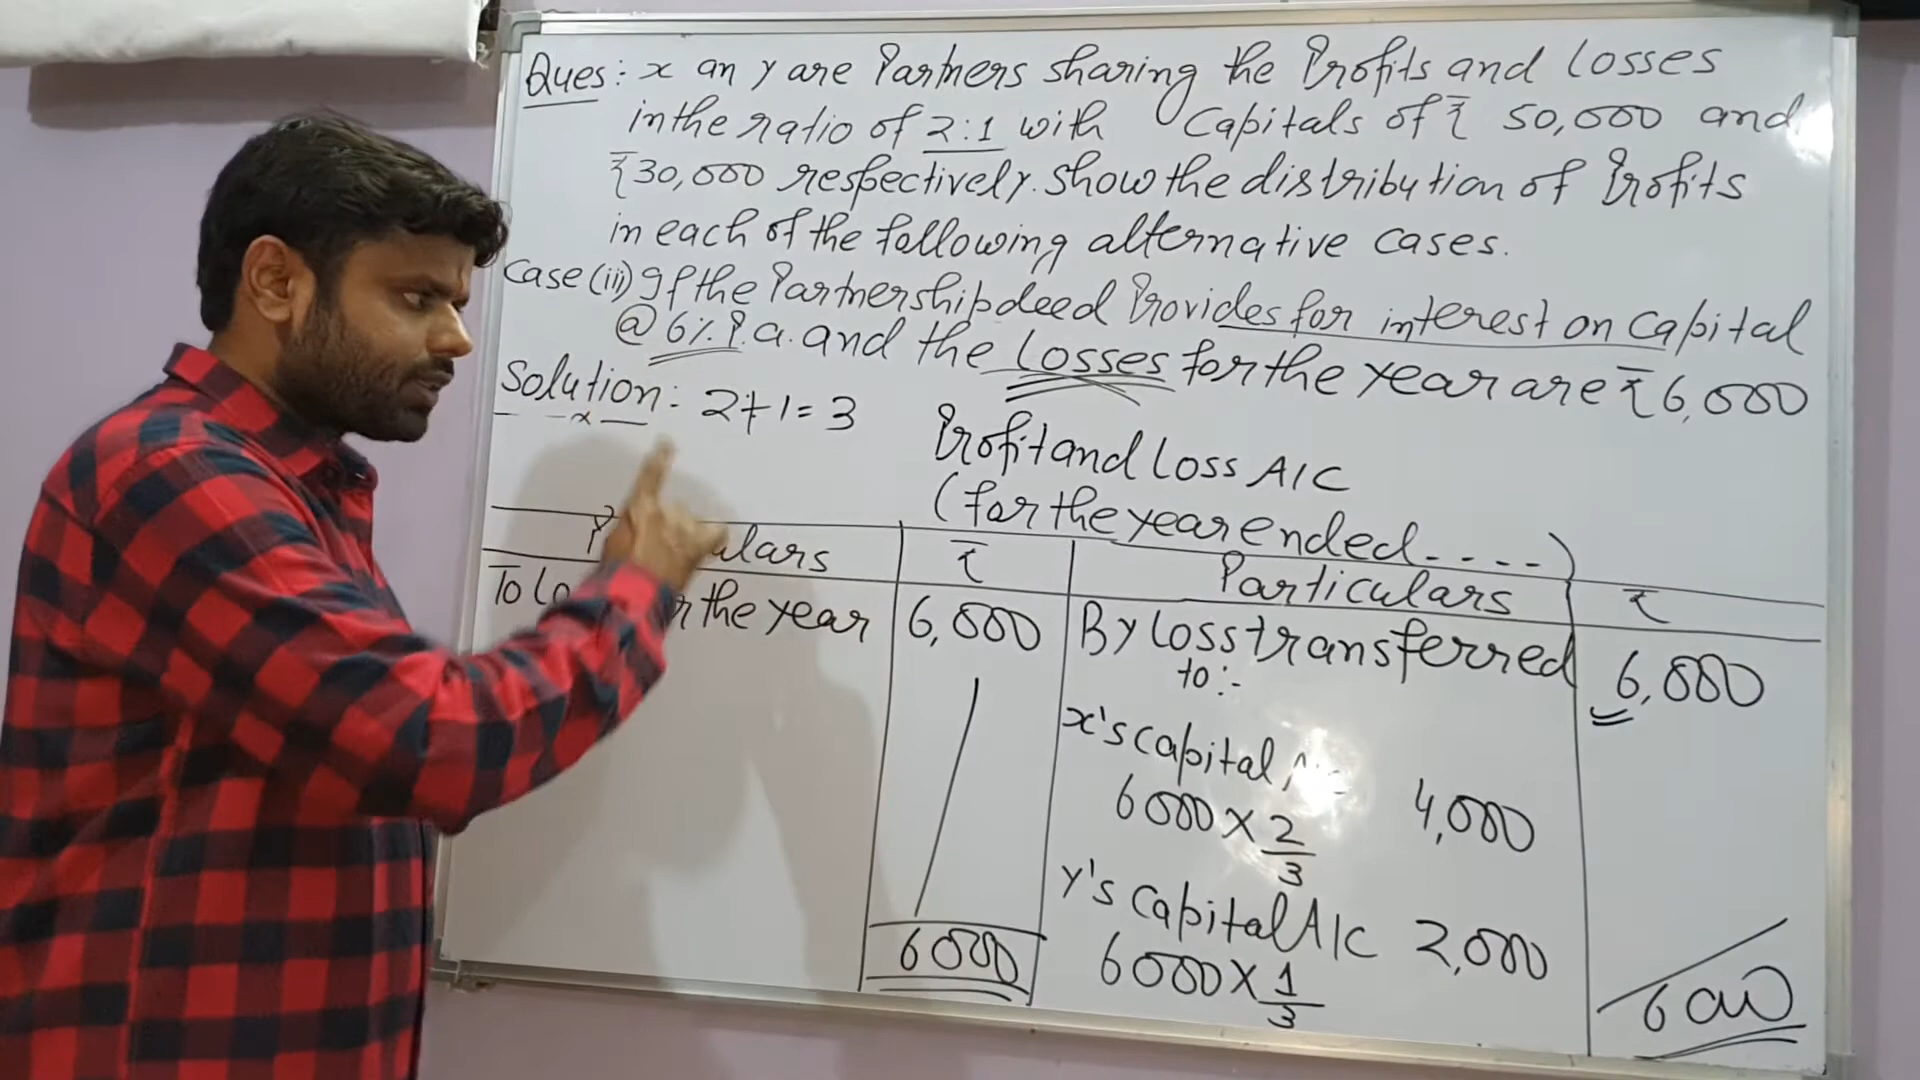 Ques: x an y are Partners sharing the Profits and losses
in the ratio of 2:1 with Capitals of ₹ 50,000 and
₹30,000 respectively. Show the distribution of Profits
in each of the following alternative cases.
Case (iii) If the Partnership deed Provides for interest on Capital
@ 6% P.a. and the losses for the year are ₹6,000
Solution: 2+1=3
Profit and Loss A/C
(for the year ended.....)
₹ Particulars ₹
To the year 6,000 By loss transferred 6,000
to:-
x's capital 4,000
6000 × 2/3
Y's Capital A/C 2,000
6000 × 1/3
6000 6000